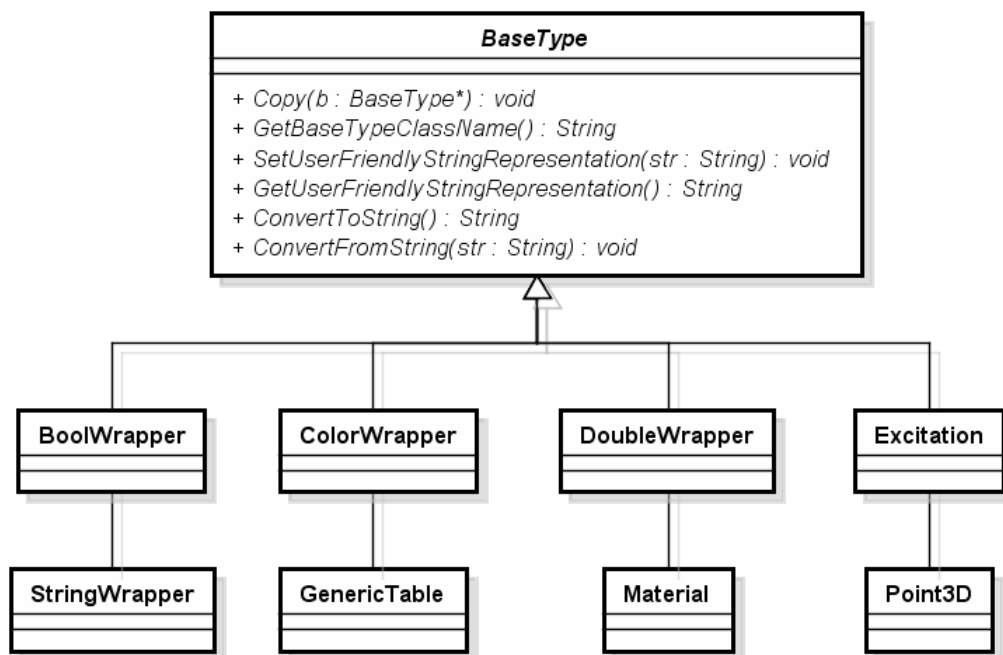 BaseType
+ Copy(b : BaseType*) : void
+ GetBaseTypeClassName() : String
+ SetUserFriendlyStringRepresentation(str : String) : void
+ GetUserFriendlyStringRepresentation() : String
+ ConvertToString() : String
+ ConvertFromString(str : String) : void
BoolWrapper
ColorWrapper
DoubleWrapper
Excitation
StringWrapper
GenericTable
Material
Point3D